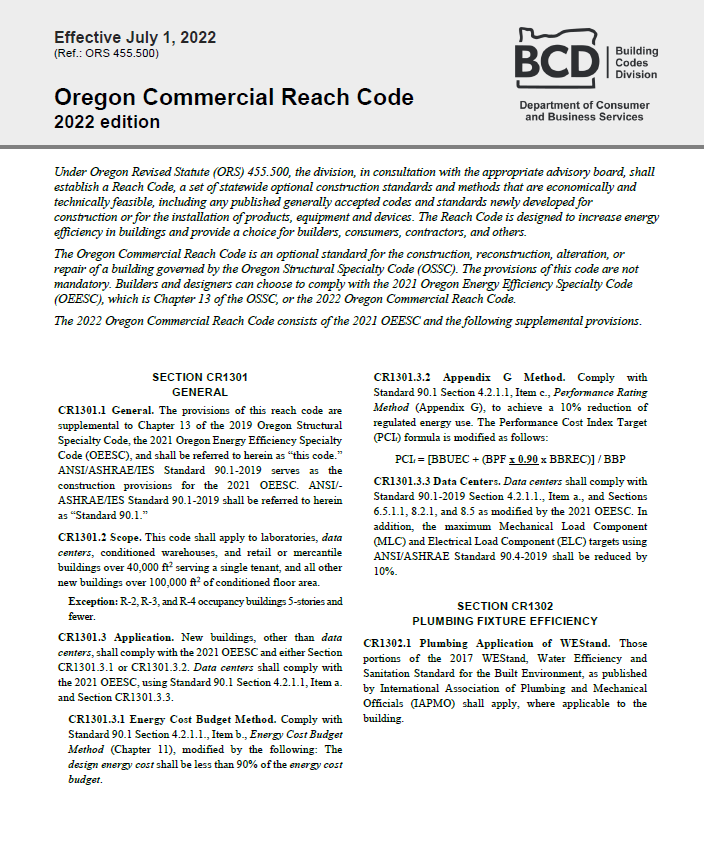 Effective July 1, 2022
(Ref.: ORS 455.500)
Oregon Commercial Reach Code
2022 edition
BCD
Building
Codes
Division
Department of Consumer
and Business Services
Under Oregon Revised Statute (ORS) 455.500, the division, in consultation with the appropriate advisory board, shall
establish a Reach Code, a set of statewide optional construction standards and methods that are economically and
technically feasible, including any published generally accepted codes and standards newly developed for
construction or for the installation of products, equipment and devices. The Reach Code is designed to increase energy
efficiency in buildings and provide a choice for builders, consumers, contractors, and others.
The Oregon Commercial Reach Code is an optional standard for the construction, reconstruction, alteration, or
repair of a building governed by the Oregon Structural Specialty Code (OSSC). The provisions of this code are not
mandatory. Builders and designers can choose to comply with the 2021 Oregon Energy Efficiency Specialty Code
(OEESC), which is Chapter 13 of the OSSC, or the 2022 Oregon Commercial Reach Code.
The 2022 Oregon Commercial Reach Code consists of the 2021 OEESC and the following supplemental provisions.
SECTION CR1301
GENERAL
CR1301.1 General. The provisions of this reach code are
supplemental to Chapter 13 of the 2019 Oregon Structural
Specialty Code, the 2021 Oregon Energy Efficiency Specialty
Code (OEESC), and shall be referred to herein as “this code.”
ANSI/ASHRAE/IES Standard 90.1-2019 serves as the
construction provisions for the 2021 OEESC. ANSI/-
ASHRAE/IES Standard 90.1-2019 shall be referred to herein
as “Standard 90.1.”
CR1301.2 Scope. This code shall apply to laboratories, data
centers, conditioned warehouses, and retail or mercantile
buildings over 40,000 ft² serving a single tenant, and all other
new buildings over 100,000 ft² of conditioned floor area.
Exception: R-2, R-3, and R-4 occupancy buildings 5-stories and
fewer.
CR1301.3 Application. New buildings, other than data
centers, shall comply with the 2021 OEESC and either Section
CR1301.3.1 or CR1301.3.2. Data centers shall comply with
the 2021 OEESC, using Standard 90.1 Section 4.2.1.1, Item a.
and Section CR1301.3.3.
CR1301.3.1 Energy Cost Budget Method. Comply with
Standard 90.1 Section 4.2.1.1., Item b., Energy Cost Budget
Method (Chapter 11), modified by the following: The
design energy cost shall be less than 90% of the energy cost
budget.
CR1301.3.2 Appendix G Method. Comply with
Standard 90.1 Section 4.2.1.1, Item c., Performance Rating
Method (Appendix G), to achieve a 10% reduction of
regulated energy use. The Performance Cost Index Target
(PCIₜ) formula is modified as follows:
PCIₜ = [BBUEC + (BPF x 0.90 x BBREC)] / BBP
CR1301.3.3 Data Centers. Data centers shall comply with
Standard 90.1-2019 Section 4.2.1.1., Item a., and Sections
6.5.1.1, 8.2.1, and 8.5 as modified by the 2021 OEESC. In
addition, the maximum Mechanical Load Component
(MLC) and Electrical Load Component (ELC) targets using
ANSI/ASHRAE Standard 90.4-2019 shall be reduced by
10%.
SECTION CR1302
PLUMBING FIXTURE EFFICIENCY
CR1302.1 Plumbing Application of WEStand. Those
portions of the 2017 WEStand, Water Efficiency and
Sanitation Standard for the Built Environment, as published
by International Association of Plumbing and Mechanical
Officials (IAPMO) shall apply, where applicable to the
building.